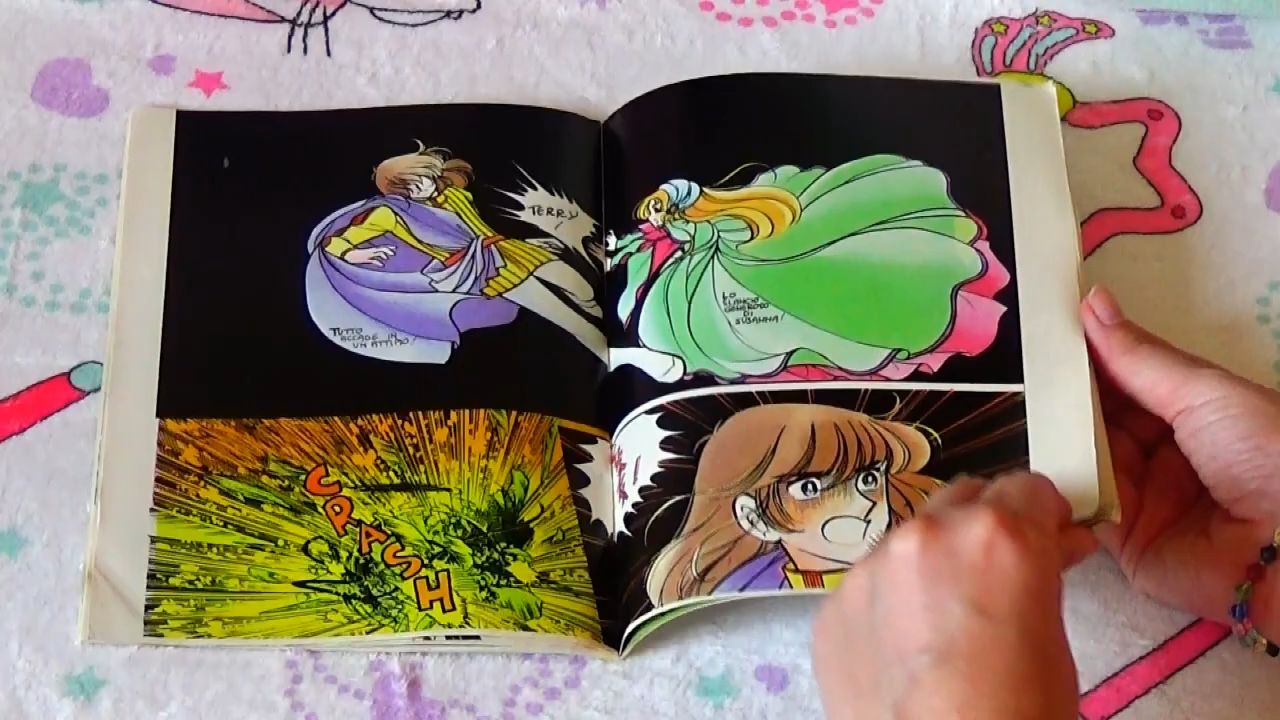 TERRY
!
TUTTO
ACCADE IN
UN ATTIMO!
LO
SLANCIO
GENEROSO
DI
SUSANNA!
CRASH